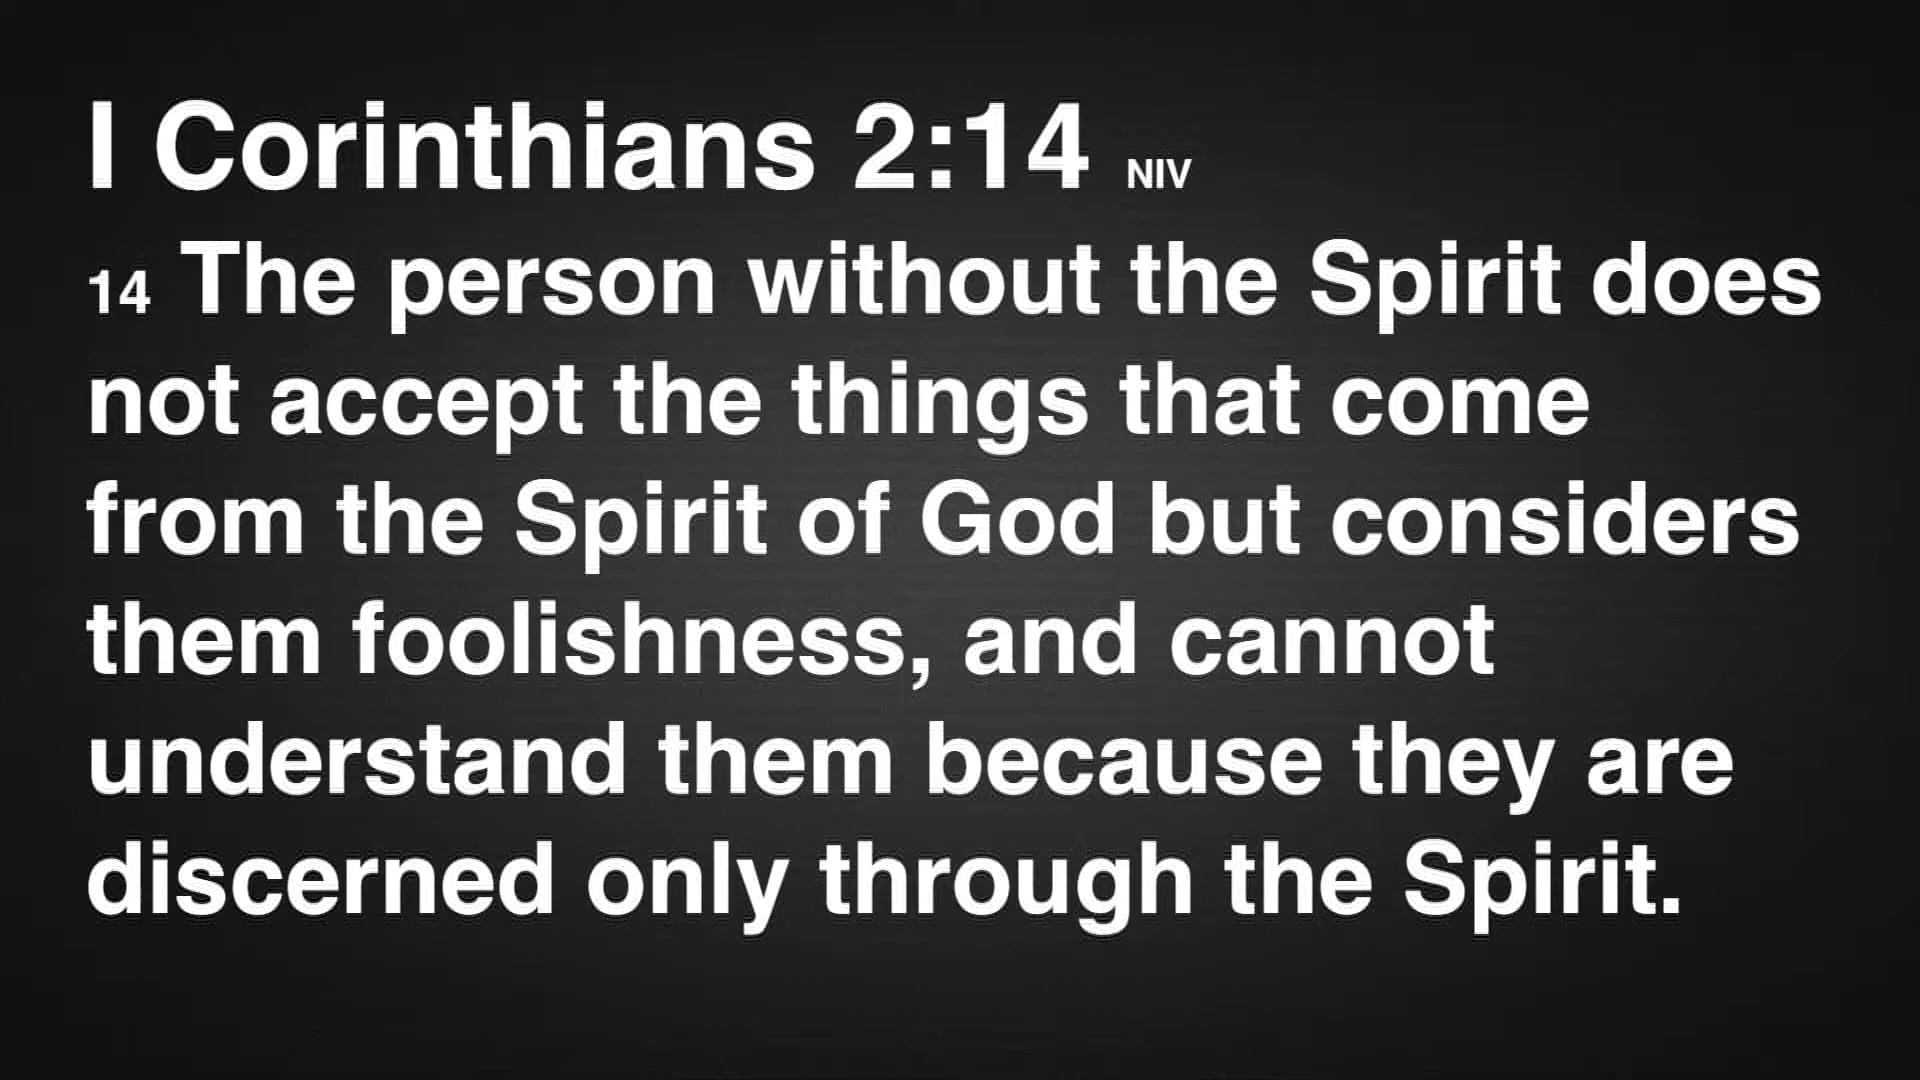 I Corinthians 2:14 NIV
14 The person without the Spirit does
not accept the things that come
from the Spirit of God but considers
them foolishness, and cannot
understand them because they are
discerned only through the Spirit.